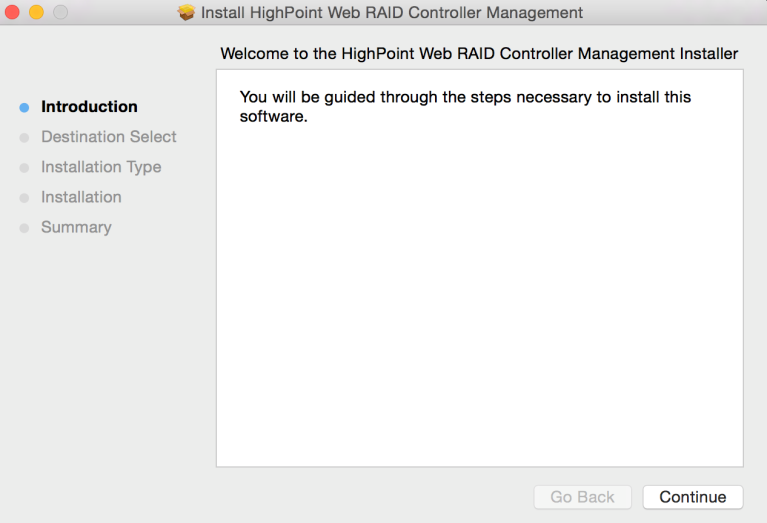 Install HighPoint Web RAID Controller Management
Welcome to the HighPoint Web RAID Controller Management Installer
Introduction
Destination Select
Installation Type
Installation
Summary
You will be guided through the steps necessary to install this
software.
Go Back
Continue